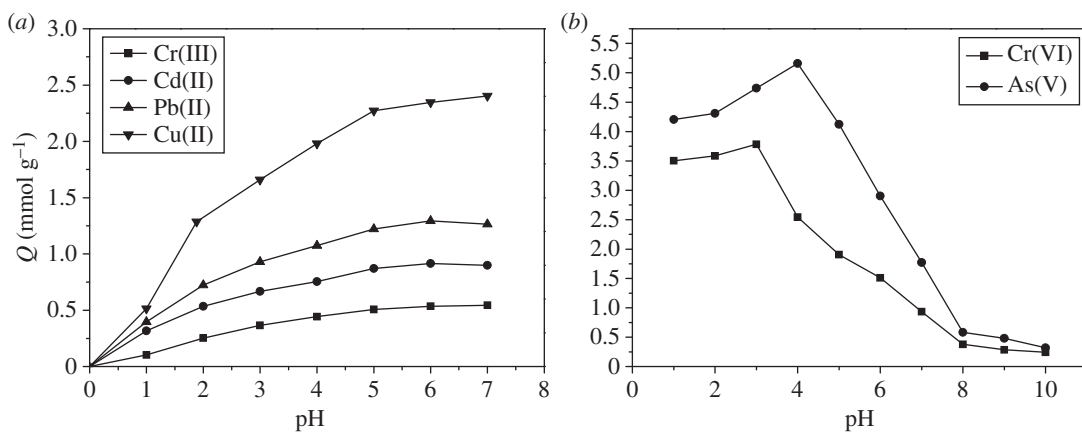 (a)
3.0
2.5
2.0
1.5
1.0
0.5
0
Q (mmol g⁻¹)
Cr(III)
Cd(II)
Pb(II)
Cu(II)
0 1 2 3 4 5 6 7 8
pH
(b)
5.5
5.0
4.5
4.0
3.5
3.0
2.5
2.0
1.5
1.0
0.5
0
Cr(VI)
As(V)
0 2 4 6 8 10
pH